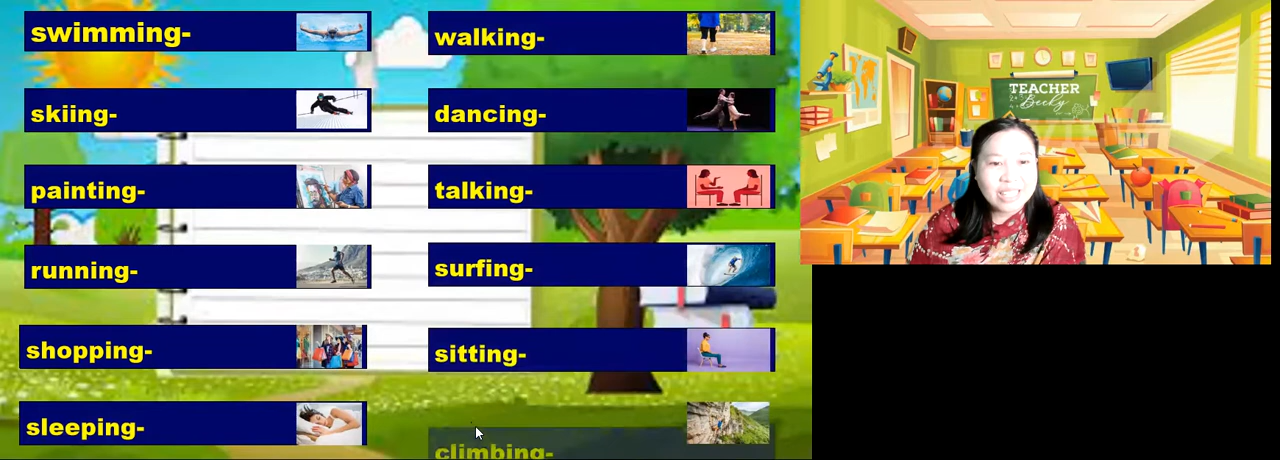 swimming-
skiing-
painting-
running-
shopping-
sleeping-
walking-
dancing-
talking-
surfing-
sitting-
climbing-
TEACHER
Becky